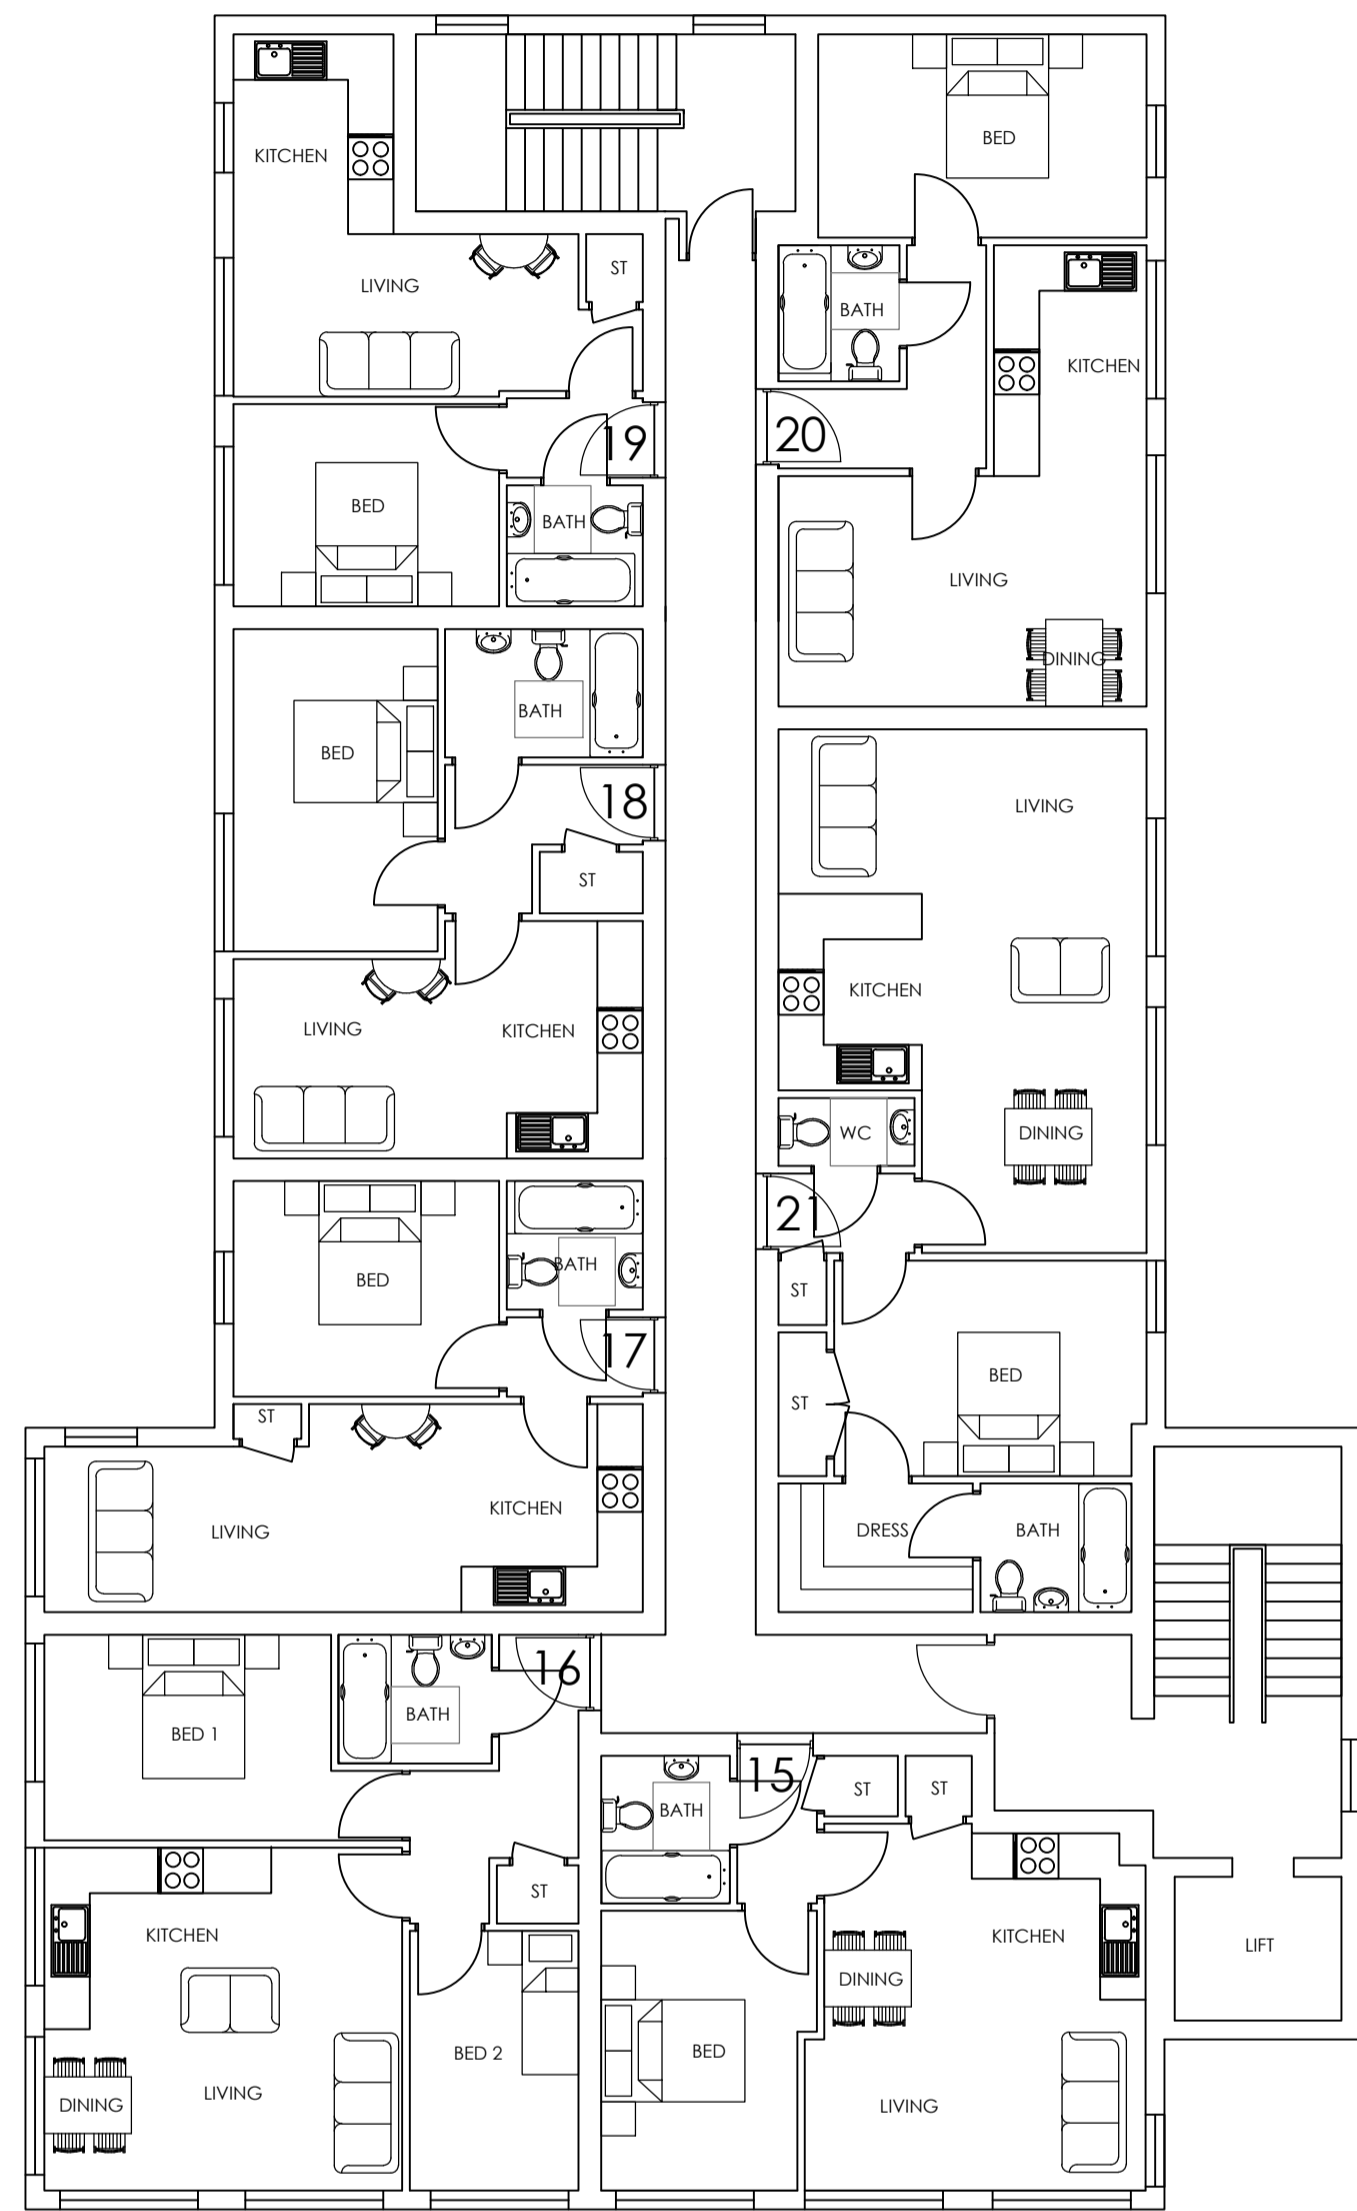 KITCHEN
LIVING
ST
19
BED
BATH
BED
BATH
KITCHEN
20
LIVING
DINING
BED
BATH
18
ST
LIVING
KITCHEN
LIVING
KITCHEN
DINING
WC
21
ST
BED
ST
DRESS
BATH
BED
BATH
17
ST
KITCHEN
LIVING
16
BED 1
BATH
ST
KITCHEN
LIVING
DINING
BED 2
15
BATH
ST
ST
KITCHEN
DINING
BED
LIVING
LIFT